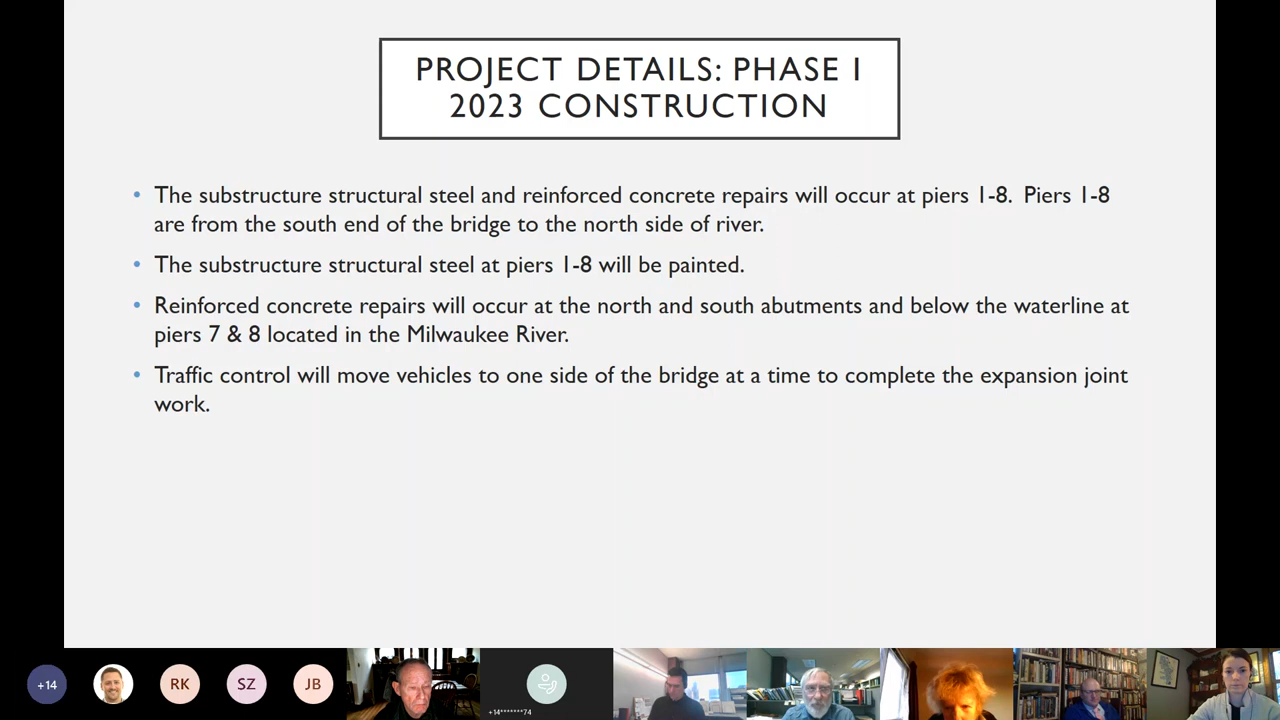 PROJECT DETAILS: PHASE I
2023 CONSTRUCTION
• The substructure structural steel and reinforced concrete repairs will occur at piers 1-8. Piers 1-8
are from the south end of the bridge to the north side of river.
• The substructure structural steel at piers 1-8 will be painted.
• Reinforced concrete repairs will occur at the north and south abutments and below the waterline at
piers 7 & 8 located in the Milwaukee River.
• Traffic control will move vehicles to one side of the bridge at a time to complete the expansion joint
work.
+14 RK SZ JB
+14*******74